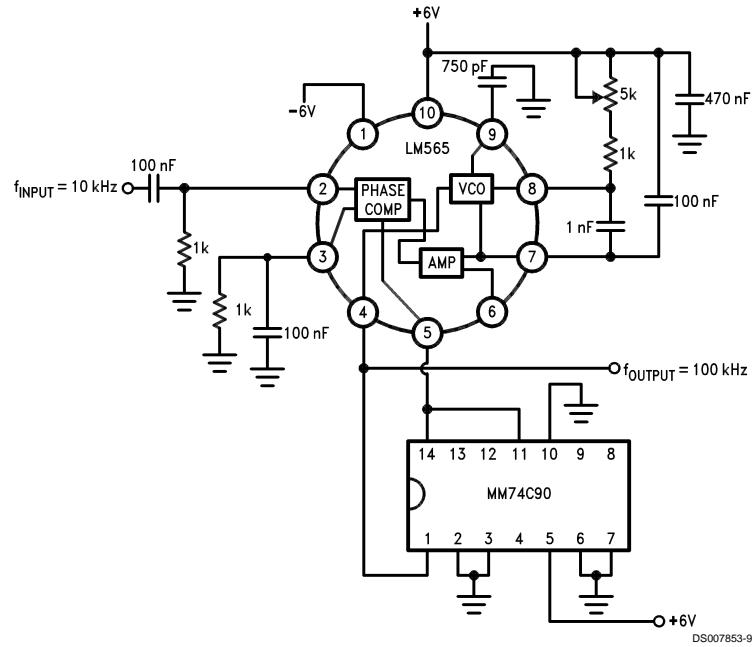 +6V
750 pF
-6V
10
5k
470 nF
1
9
LM565
1k
100 nF
fINPUT = 10 kHz
2
PHASE
COMP
VCO
8
100 nF
1 nF
1k
3
AMP
7
1k
100 nF
4
5
6
fOUTPUT = 100 kHz
14 13 12 11 10 9 8
MM74C90
1 2 3 4 5 6 7
+6V
DS007853-9